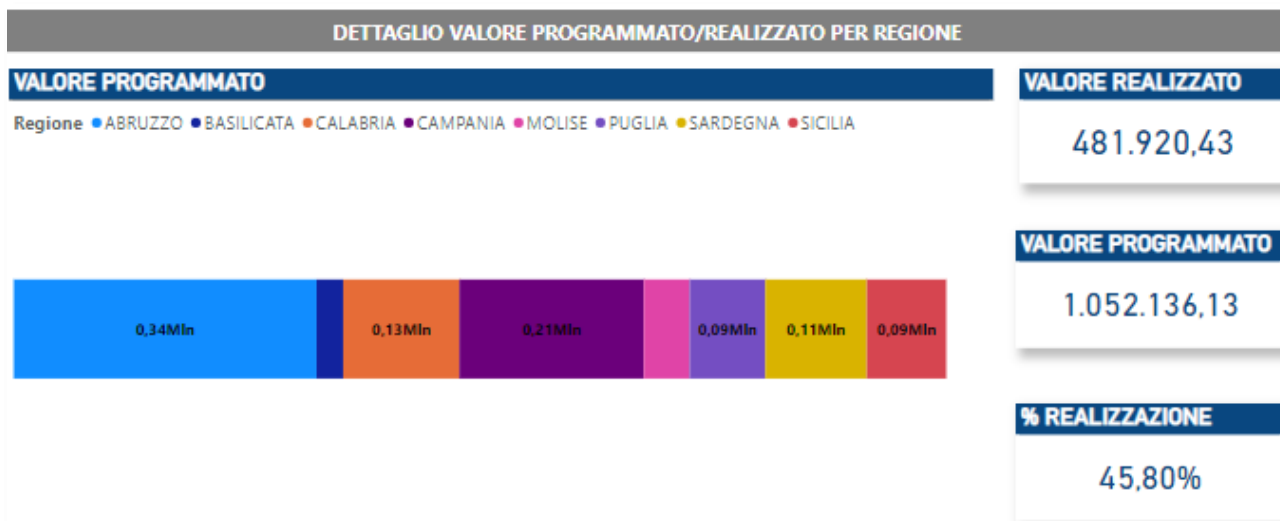 DETTAGLIO VALORE PROGRAMMATO/REALIZZATO PER REGIONE
VALORE PROGRAMMATO
Regione ABRUZZO BASILICATA CALABRIA CAMPANIA MOLISE PUGLIA SARDEGNA SICILIA
0,34Mln 0,13Mln 0,21Mln 0,09Mln 0,11Mln 0,09Mln
VALORE REALIZZATO
481.920,43
VALORE PROGRAMMATO
1.052.136,13
% REALIZZAZIONE
45,80%